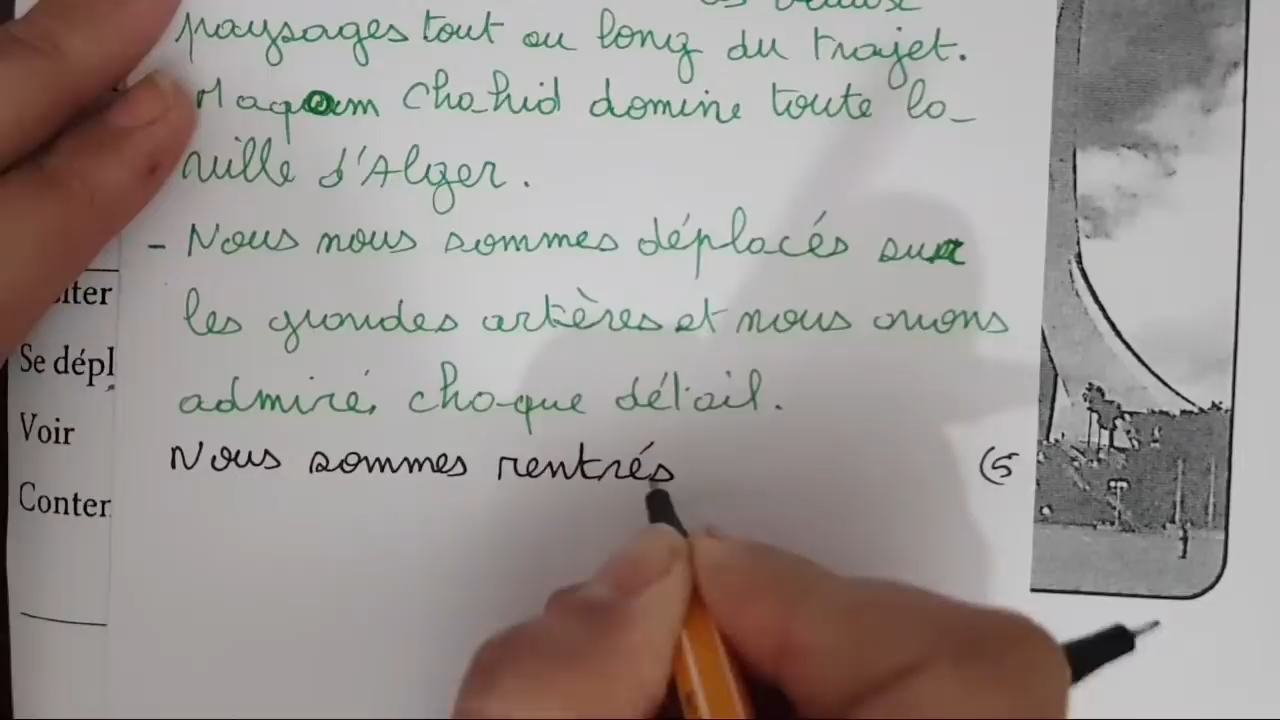 paysages tout au long du trajet.
Maqam Chahid domine toute la
ville d'Alger.
- Nous nous sommes déplacés sur
les grandes artères et nous avons
admiré, chaque détail.
Nous sommes rentrés
(5
Se dépl
Voir
Conter